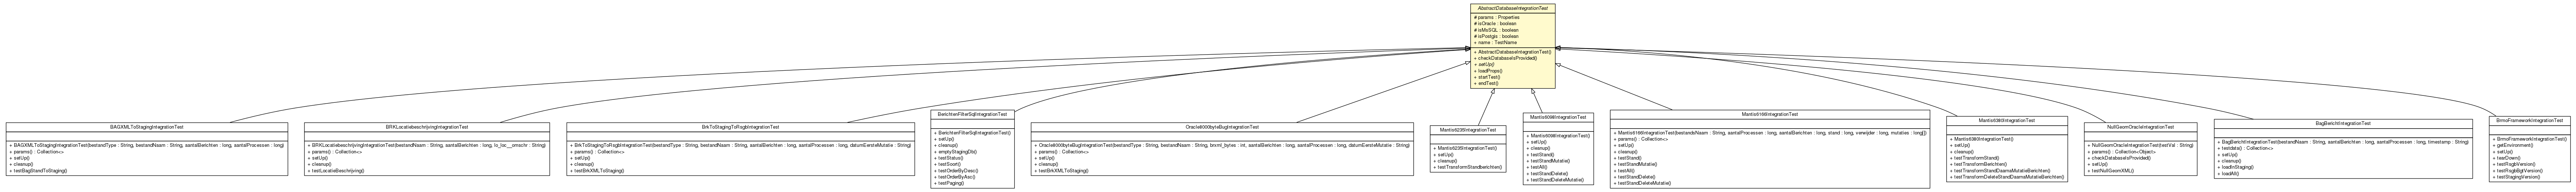 AbstractDatabaseIntegrationTest
# params : Properties
# isOracle : boolean
# isMsSQL : boolean
# isPostgis : boolean
+ name : TestName
+ AbstractDatabaseIntegrationTest()
+ checkDatabaseIsProvided()
+ setUp()
+ loadProps()
+ startTest()
+ endTest()
BAGXMLToStagingIntegrationTest
+ BAGXMLToStagingIntegrationTest(bestandType : String, bestandNaam : String, aantalBerichten : long, aantalProcessen : long)
+ params() : Collection<>
+ setUp()
+ cleanup()
+ testBagStandToStaging()
BRKLocatiebeschrijvingIntegrationTest
+ BRKLocatiebeschrijvingIntegrationTest(bestandNaam : String, aantalBerichten : long, lo_loc__omschr : String)
+ params() : Collection<>
+ setUp()
+ cleanup()
+ testLocatieBeschrijving()
BrkToStagingToRsgbIntegrationTest
+ BrkToStagingToRsgbIntegrationTest(bestandType : String, bestandNaam : String, aantalBerichten : long, aantalProcessen : long, datumEersteMutatie : String)
+ params() : Collection<>
+ setUp()
+ cleanup()
+ testBrkXMLToStaging()
BerichtenFilterSqlIntegrationTest
+ BerichtenFilterSqlIntegrationTest()
+ setUp()
+ cleanup()
+ emptyStagingDb()
+ testStatus()
+ testSoort()
+ testOrderByDesc()
+ testOrderByAsc()
+ testPaging()
Oracle8000byteBugIntegrationTest
+ Oracle8000byteBugIntegrationTest(bestandType : String, bestandNaam : String, brxml_bytes : int, aantalBerichten : long, aantalProcessen : long, datumEersteMutatie : String)
+ params() : Collection<>
+ setUp()
+ cleanup()
+ testBrkXMLToStaging()
Mantis6235IntegrationTest
+ Mantis6235IntegrationTest()
+ setUp()
+ cleanup()
+ testTransformStandBerichten()
Mantis6098IntegrationTest
+ Mantis6098IntegrationTest()
+ setUp()
+ cleanup()
+ testStand()
+ testStandMutatie()
+ testAll()
+ testStandDelete()
+ testStandDeleteMutatie()
Mantis6166IntegrationTest
+ Mantis6166IntegrationTest(bestandsNaam : String, aantalProcessen : long, aantalBerichten : long, stand : long, verwijder : long, mutaties : long[])
+ params() : Collection<>
+ setUp()
+ cleanup()
+ testStand()
+ testStandMutatie()
+ testAll()
+ testStandDelete()
+ testStandDeleteMutatie()
Mantis6380IntegrationTest
+ Mantis6380IntegrationTest()
+ setUp()
+ cleanup()
+ testTransformStand()
+ testTransformBerichten()
+ testTransformStandDaarnaMutatieBerichten()
+ testTransformDeleteStandDaarnaMutatieBerichten()
NullGeomOracleIntegrationTest
+ NullGeomOracleIntegrationTest(testVal : String)
+ params() : Collection<Object>
+ checkDatabaseIsProvided()
+ setUp()
+ testNullGeomXML()
BagBerichtIntegrationTest
+ BagBerichtIntegrationTest(bestandNaam : String, aantalBerichten : long, aantalProcessen : long, timestamp : String)
+ testdata() : Collection<>
+ setUp()
+ cleanup()
+ loadInStaging()
+ loadAll()
BrmoFrameworkIntegrationTest
+ BrmoFrameworkIntegrationTest()
+ getEnvironment()
+ setUp()
+ tearDown()
+ testRsgbVersion()
+ testRsgbBgtVersion()
+ testStagingVersion()